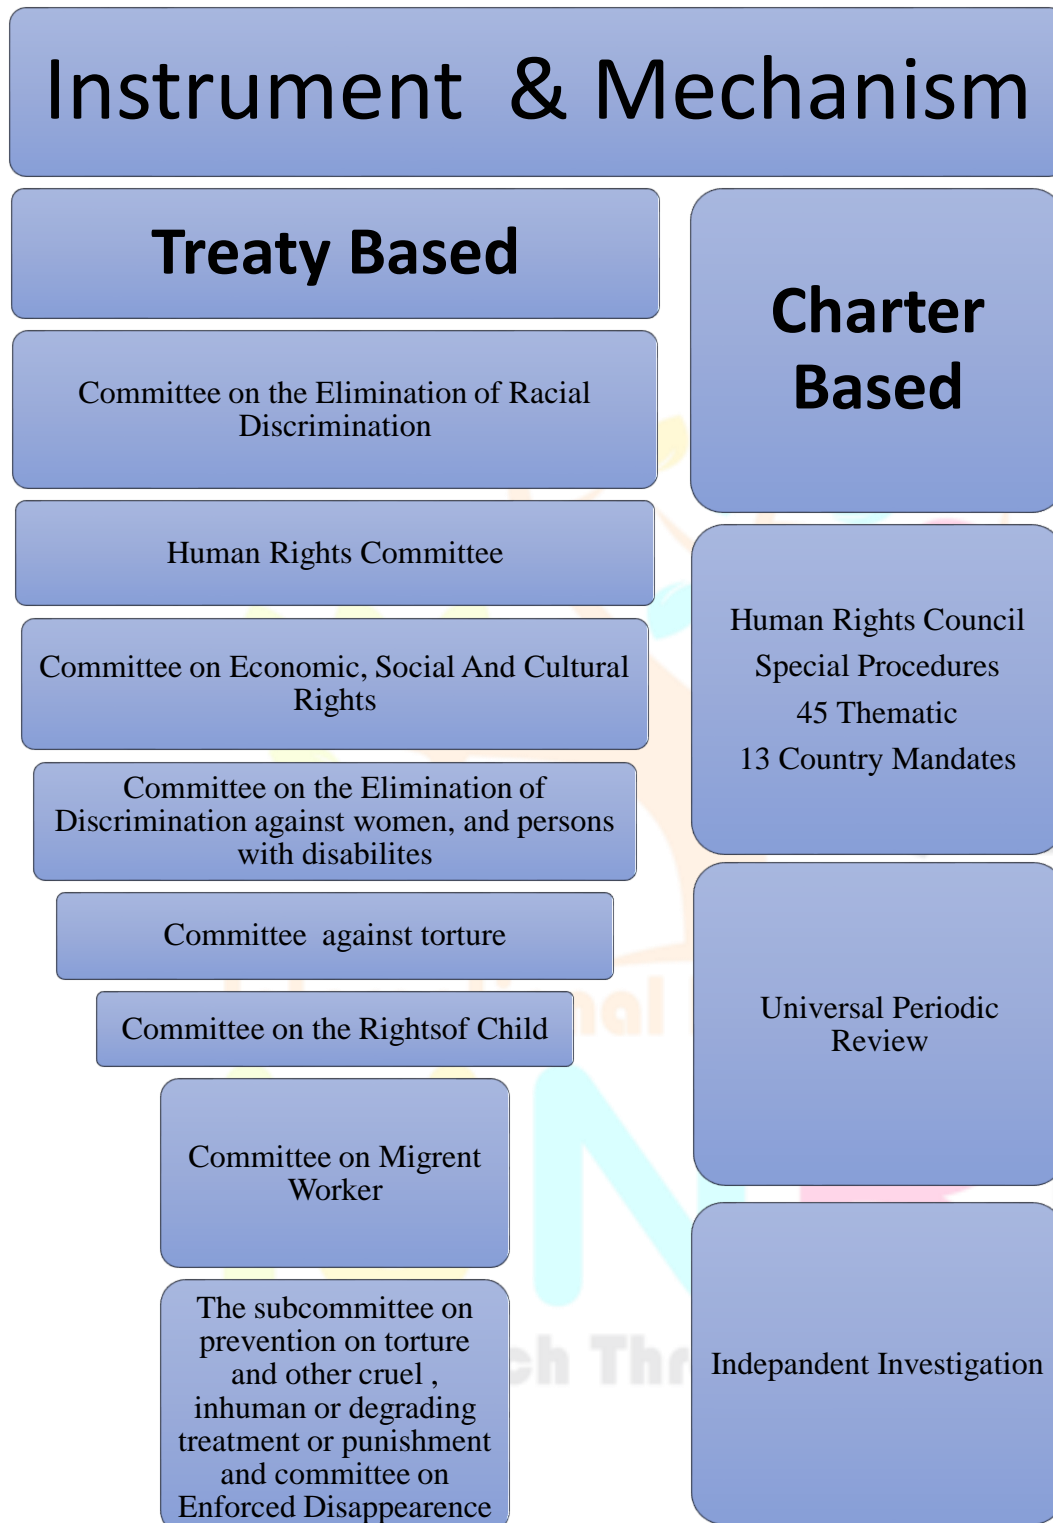 Instrument & Mechanism
Treaty Based
Committee on the Elimination of Racial
Discrimination
Human Rights Committee
Committee on Economic, Social And Cultural
Rights
Committee on the Elimination of
Discrimination against women, and persons
with disabilites
Committee against torture
Committee on the Rightsof Child
Committee on Migrent
Worker
The subcommittee on
prevention on torture
and other cruel ,
inhuman or degrading
treatment or punishment
and committee on
Enforced Disappearence
Charter
Based
Human Rights Council
Special Procedures
45 Thematic
13 Country Mandates
Universal Periodic
Review
Indepandent Investigation